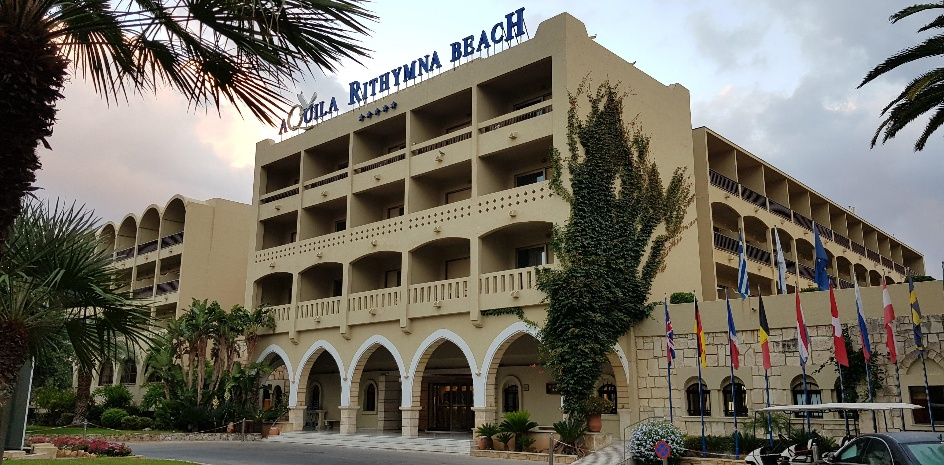 AQUILA RITHYMNA BEACH
★★★★★